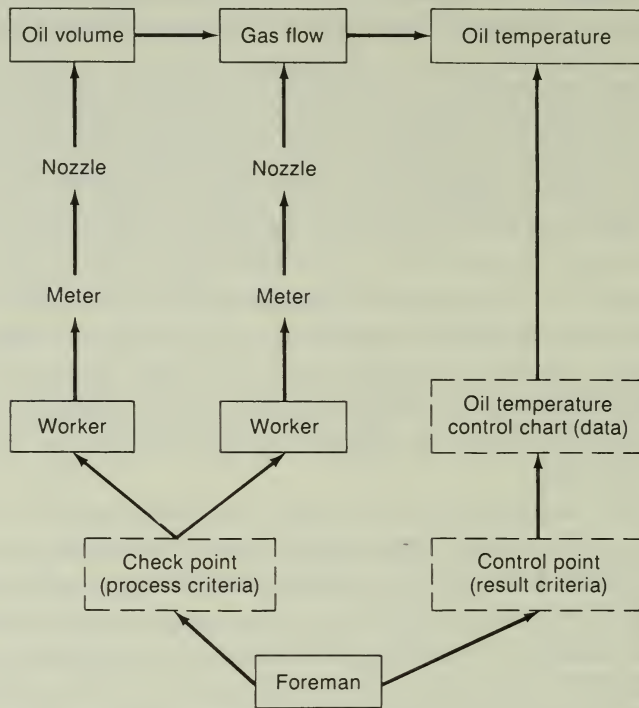 Oil volume
Gas flow
Oil temperature
Nozzle
Nozzle
Meter
Meter
Worker
Worker
Oil temperature
control chart (data)
Check point
(process criteria)
Control point
(result criteria)
Foreman